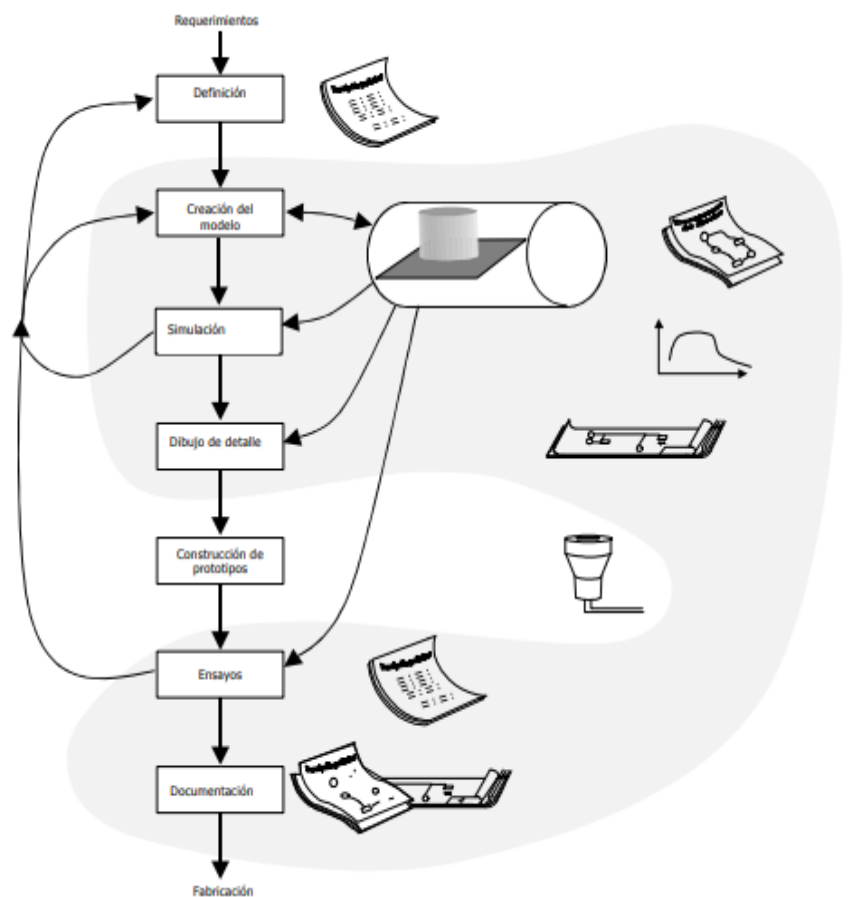 Requerimientos
Definición
Creación del
modelo
Simulación
Dibujo de detalle
Construcción de
prototipos
Ensayos
Documentación
Fabricación